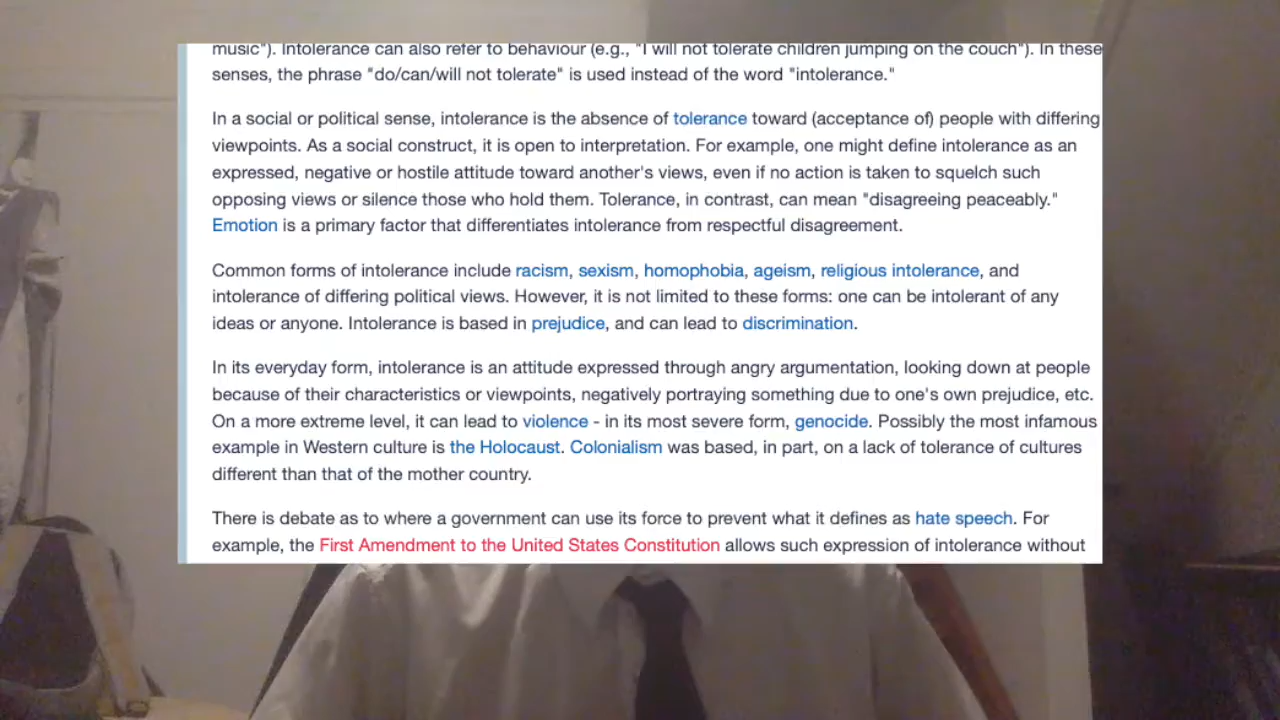 music"). Intolerance can also refer to behaviour (e.g., "I will not tolerate children jumping on the couch"). In these
senses, the phrase "do/can/will not tolerate" is used instead of the word "intolerance."
In a social or political sense, intolerance is the absence of tolerance toward (acceptance of) people with differing
viewpoints. As a social construct, it is open to interpretation. For example, one might define intolerance as an
expressed, negative or hostile attitude toward another's views, even if no action is taken to squelch such
opposing views or silence those who hold them. Tolerance, in contrast, can mean "disagreeing peaceably."
Emotion is a primary factor that differentiates intolerance from respectful disagreement.
Common forms of intolerance include racism, sexism, homophobia, ageism, religious intolerance, and
intolerance of differing political views. However, it is not limited to these forms: one can be intolerant of any
ideas or anyone. Intolerance is based in prejudice, and can lead to discrimination.
In its everyday form, intolerance is an attitude expressed through angry argumentation, looking down at people
because of their characteristics or viewpoints, negatively portraying something due to one's own prejudice, etc.
On a more extreme level, it can lead to violence - in its most severe form, genocide. Possibly the most infamous
example in Western culture is the Holocaust. Colonialism was based, in part, on a lack of tolerance of cultures
different than that of the mother country.
There is debate as to where a government can use its force to prevent what it defines as hate speech. For
example, the First Amendment to the United States Constitution allows such expression of intolerance without